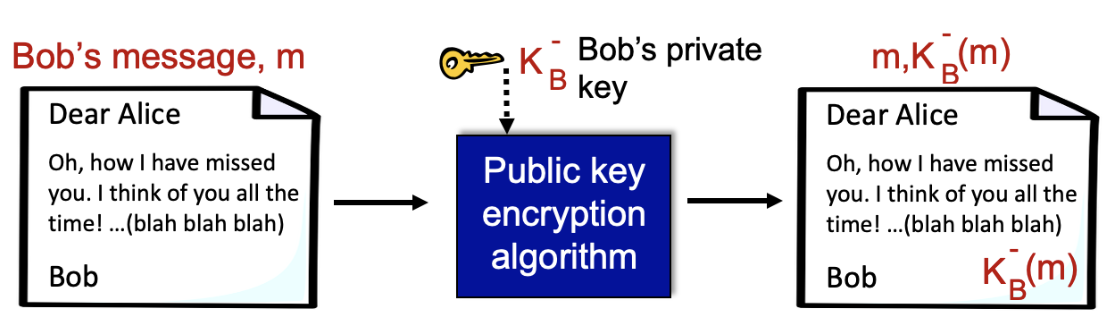 Bob's message, m
Dear Alice
Oh, how I have missed
you. I think of you all the
time! ...(blah blah blah)
Bob
K_B^- Bob's private
key
Public key
encryption
algorithm
m,K_B^-(m)
Dear Alice
Oh, how I have missed
you. I think of you all the
time! ...(blah blah blah)
Bob K_B^-(m)